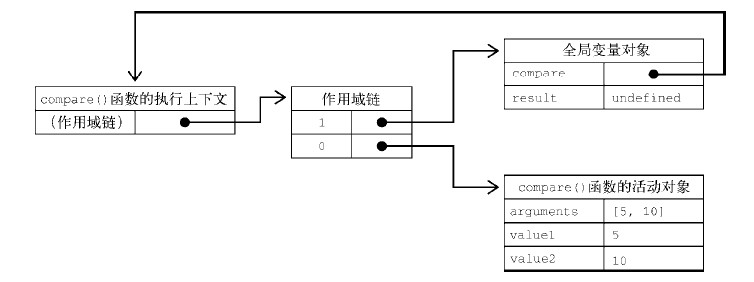 全局变量对象
compare
result undefined
compare()函数的执行上下文
(作用域链)
作用域链
1
0
compare()函数的活动对象
arguments [5, 10]
value1 5
value2 10